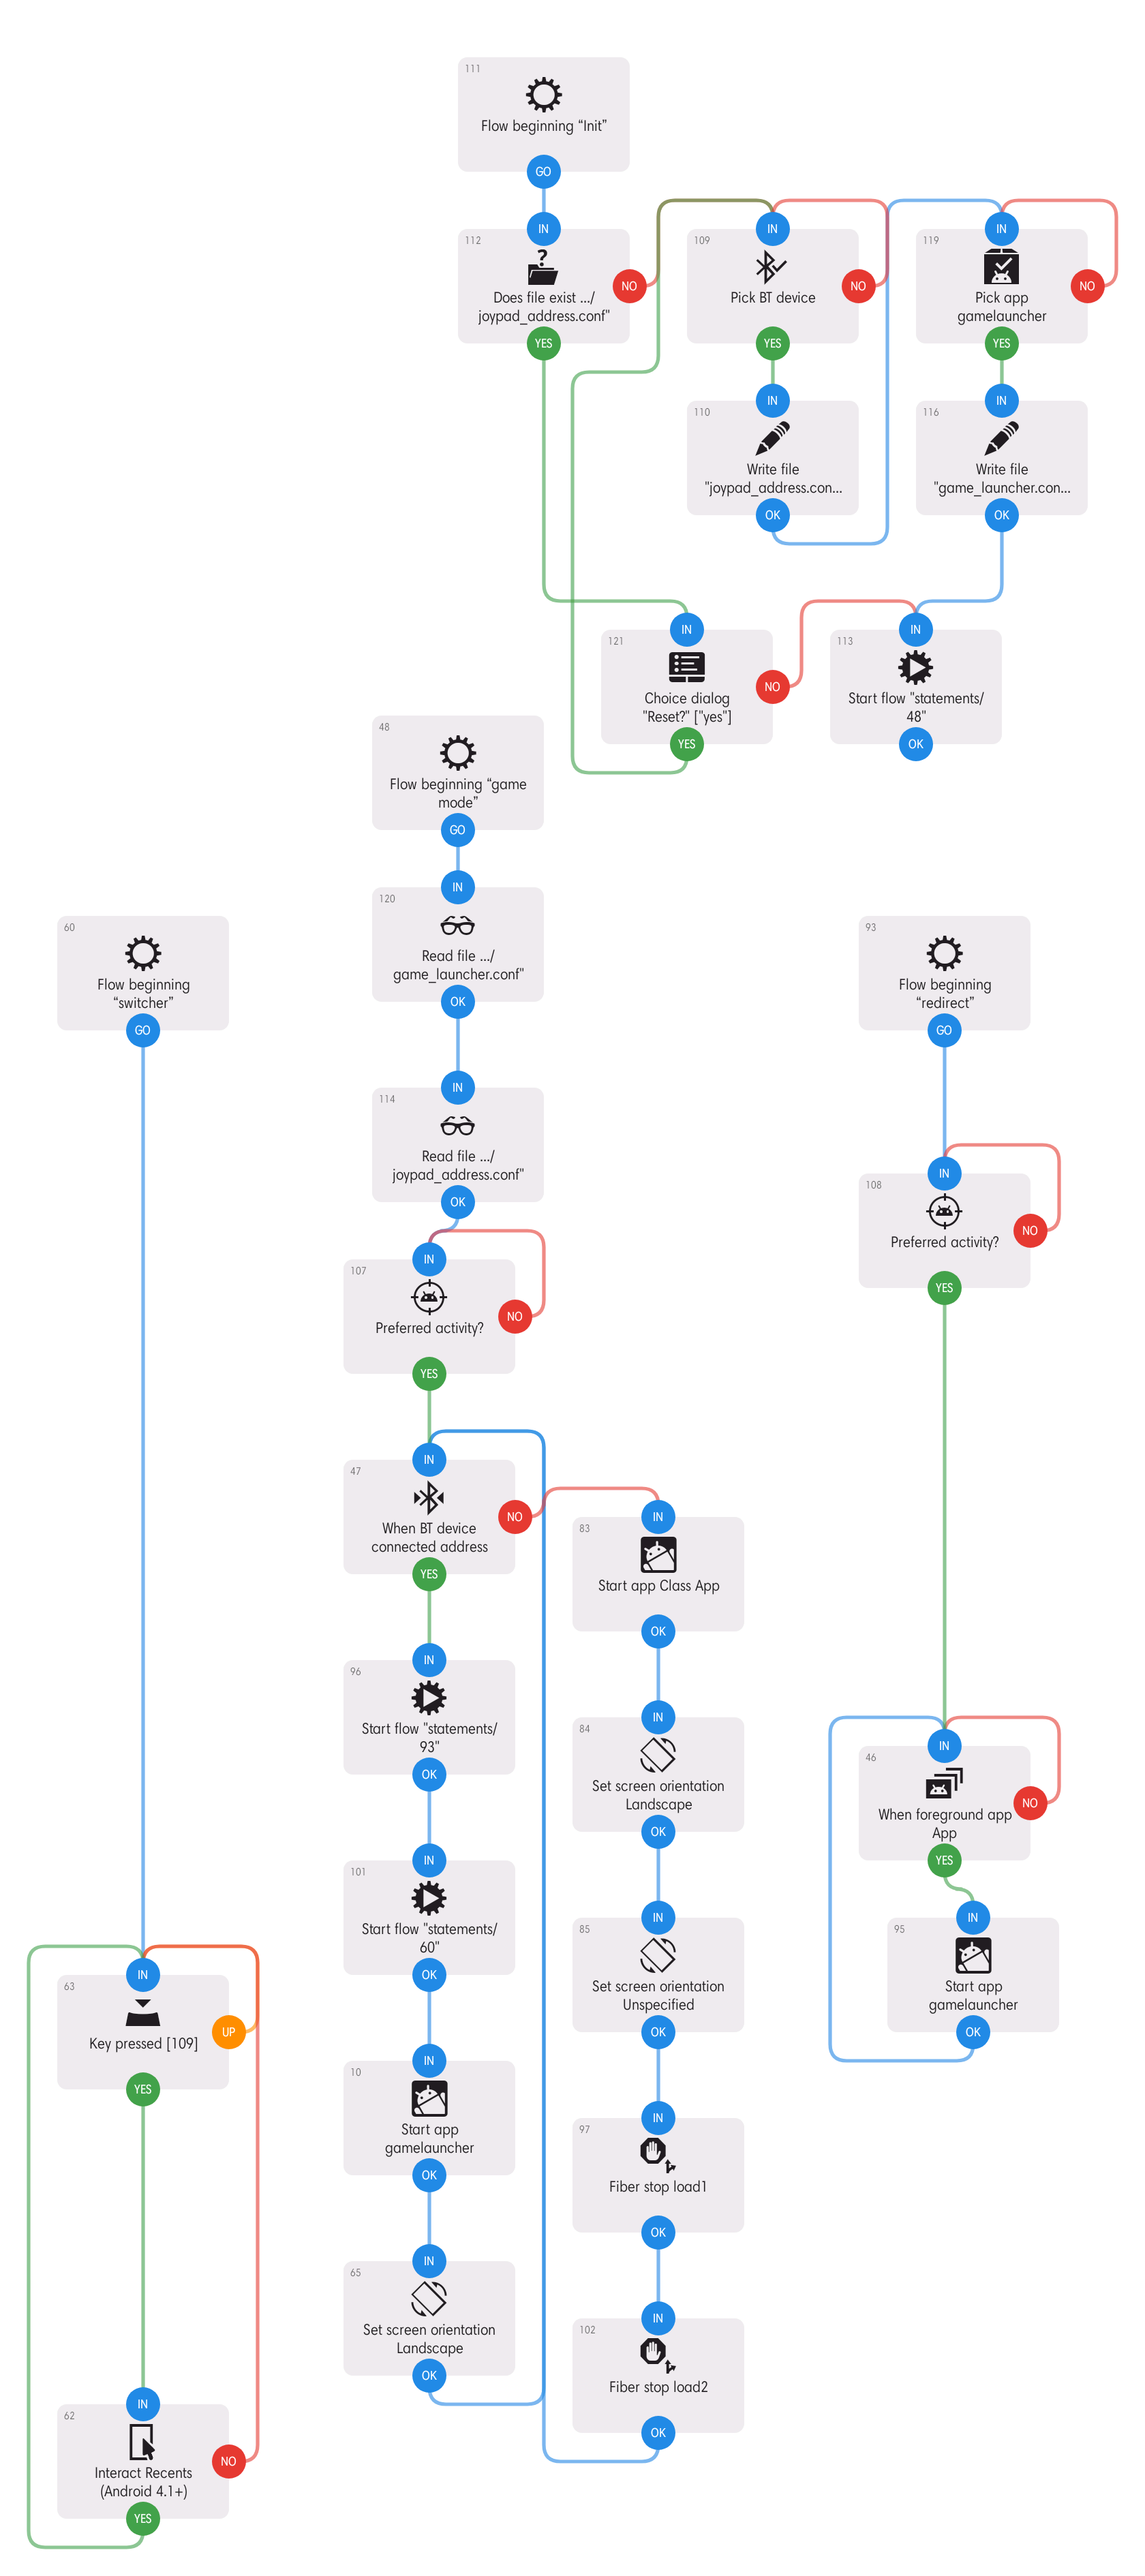 111
Flow beginning “Init”
GO
IN
112
Does file exist .../
joypad_address.conf"
NO
YES
IN
109
Pick BT device
NO
YES
IN
119
Pick app
gamelauncher
NO
YES
IN
110
Write file
"joypad_address.con...
OK
IN
116
Write file
"game_launcher.con...
OK
IN
121
Choice dialog
"Reset?" ["yes"]
NO
YES
IN
113
Start flow "statements/
48"
OK
48
Flow beginning “game
mode”
GO
IN
120
Read file .../
game_launcher.conf"
OK
IN
114
Read file .../
joypad_address.conf"
OK
IN
107
Preferred activity?
NO
YES
IN
47
When BT device
connected address
NO
YES
IN
96
Start flow "statements/
93"
OK
IN
101
Start flow "statements/
60"
OK
IN
10
Start app
gamelauncher
OK
IN
65
Set screen orientation
Landscape
OK
IN
83
Start app Class App
OK
IN
84
Set screen orientation
Landscape
OK
IN
85
Set screen orientation
Unspecified
OK
IN
97
Fiber stop load1
OK
IN
102
Fiber stop load2
OK
60
Flow beginning
“switcher”
GO
IN
63
Key pressed [109]
UP
YES
IN
62
Interact Recents
(Android 4.1+)
NO
YES
93
Flow beginning
“redirect”
GO
IN
108
Preferred activity?
NO
YES
IN
46
When foreground app
App
NO
YES
IN
95
Start app
gamelauncher
OK